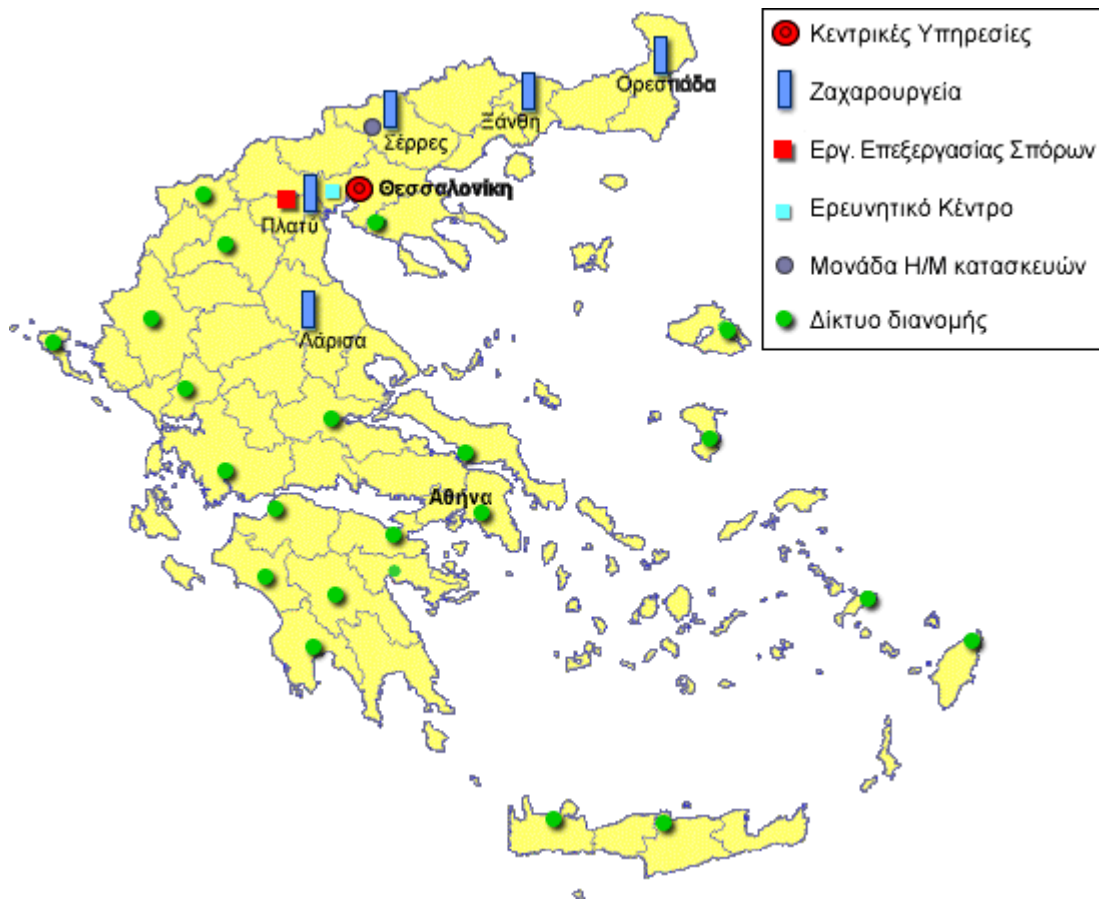 Κεντρικές Υπηρεσίες
Ζαχαρουργεία
Εργ. Επεξεργασίας Σπόρων
Ερευνητικό Κέντρο
Μονάδα Η/Μ κατασκευών
Δίκτυο διανομής
Ορεστιάδα
Ξάνθη
Σέρρες
Θεσσαλονίκη
Πλατύ
Λάρισα
Αθήνα